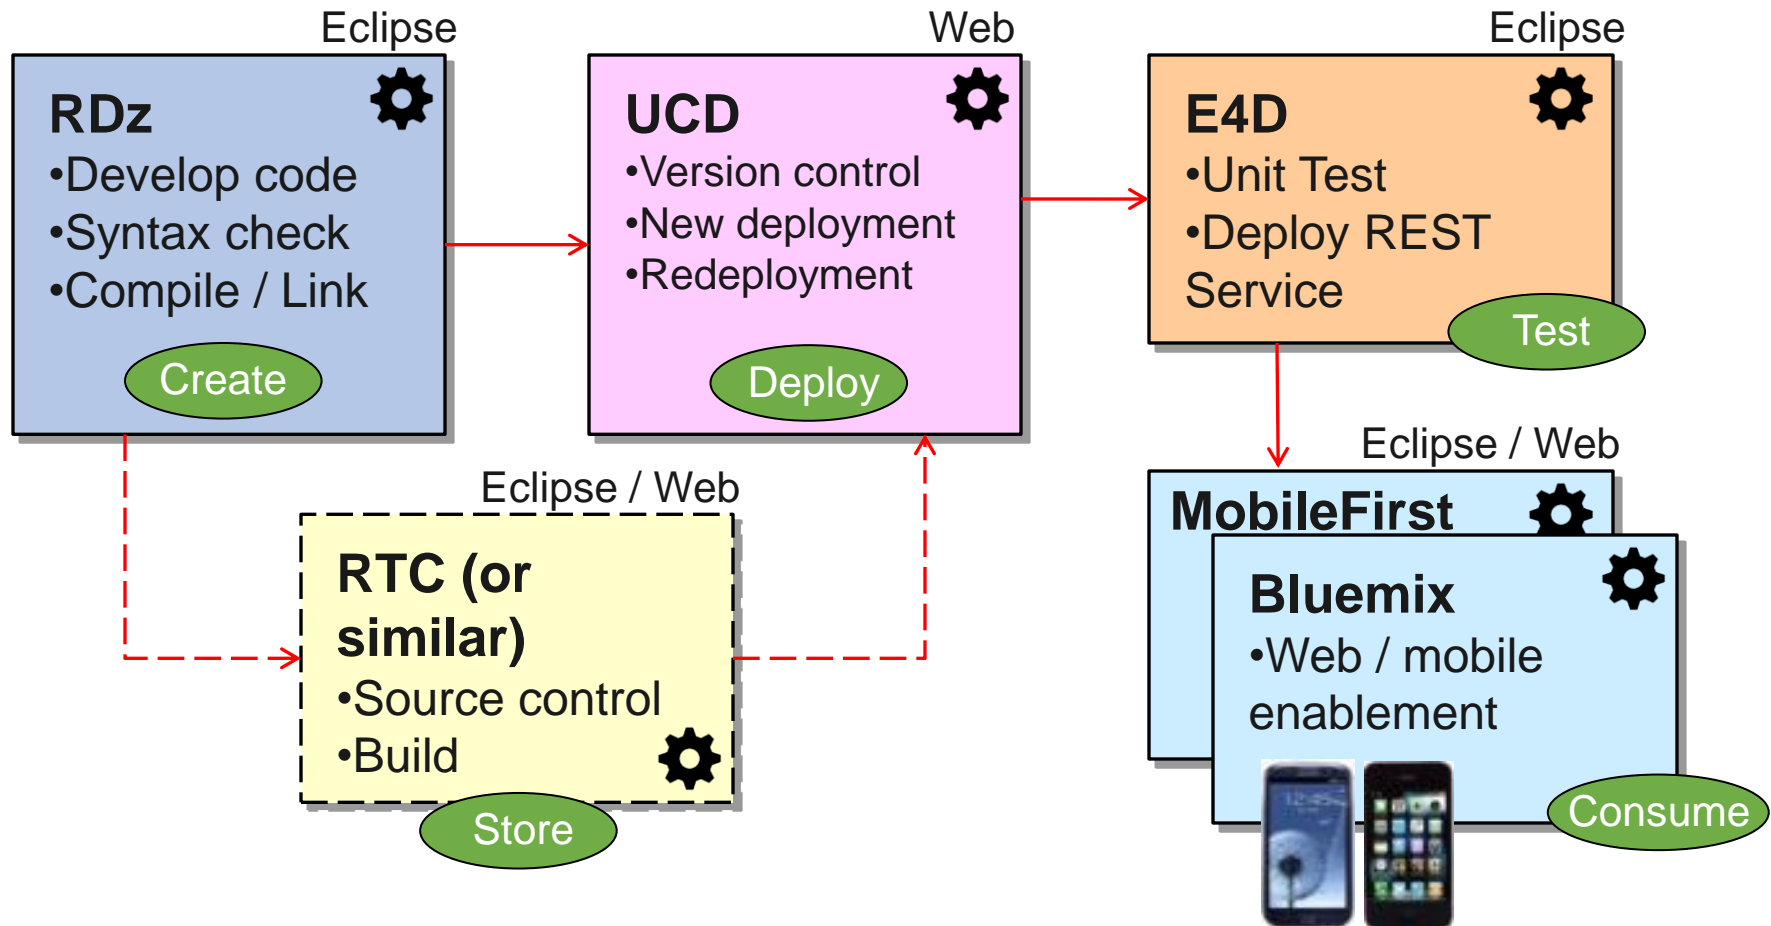 Eclipse
RDz
•Develop code
•Syntax check
•Compile / Link
Create
Web
UCD
•Version control
•New deployment
•Redeployment
Deploy
Eclipse
E4D
•Unit Test
•Deploy REST
Service
Test
Eclipse / Web
RTC (or
similar)
•Source control
•Build
Store
Eclipse / Web
MobileFirst
Bluemix
•Web / mobile
enablement
Consume